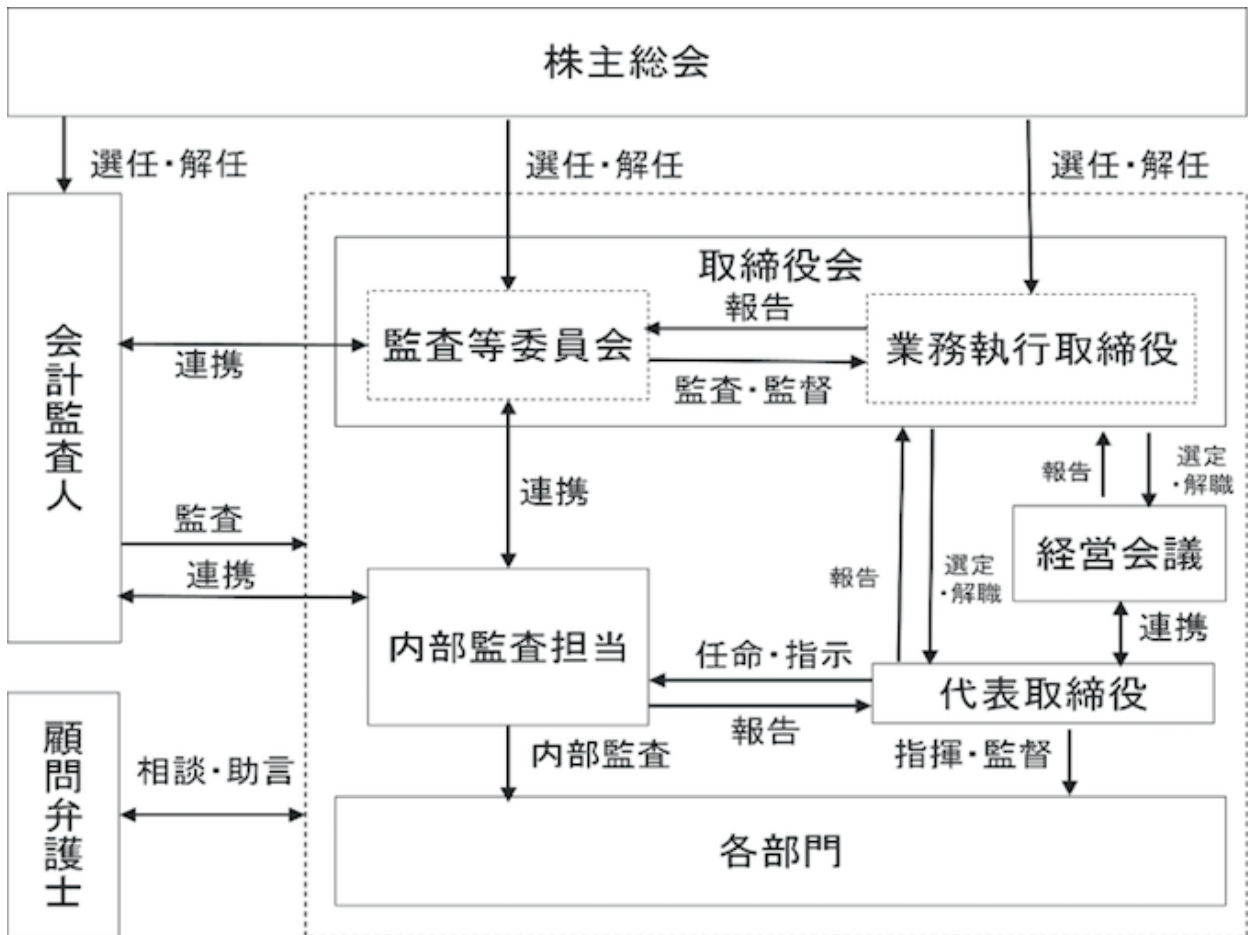 株主総会
選任・解任
選任・解任
選任・解任
取締役会
監査等委員会
報告
監査・監督
業務執行取締役
会計監査人
連携
監査
連携
連携
報告
選定
・解職
経営会議
連携
報告
選定
・解職
内部監査担当
任命・指示
報告
代表取締役
内部監査
指揮・監督
顧問弁護士
相談・助言
各部門